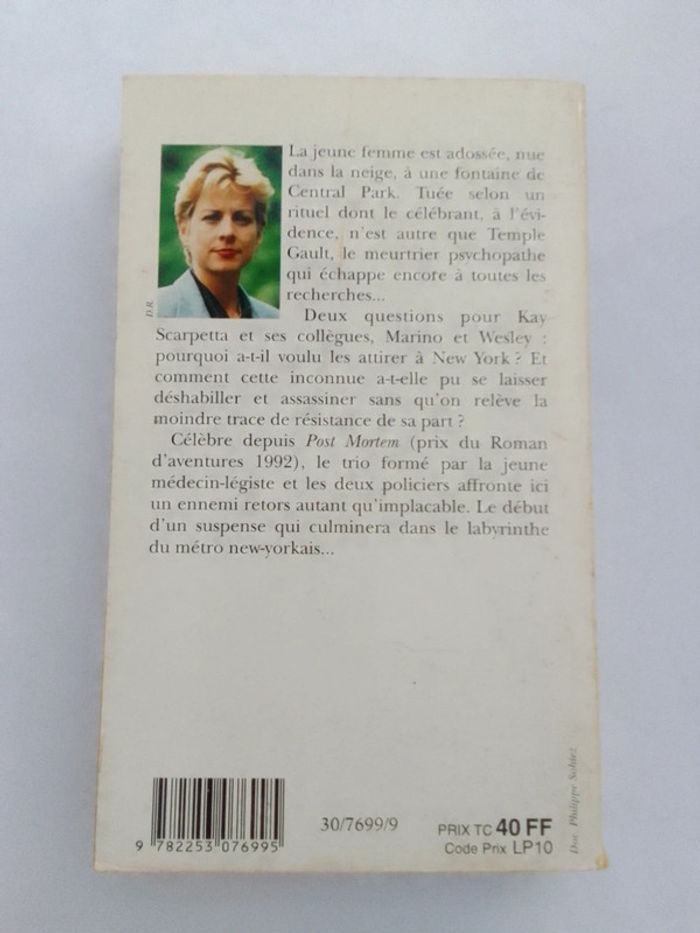 La jeune femme est adossée, nue
dans la neige, à une fontaine de
Central Park. Tuée selon un
rituel dont le célébrant, à l'évi-
dence, n'est autre que Temple
Gault, le meurtrier psychopathe
qui échappe encore à toutes les
recherches...
D.R.
Deux questions pour Kay
Scarpetta et ses collègues, Marino et Wesley :
pourquoi a-t-il voulu les attirer à New York ? Et
comment cette inconnue a-t-elle pu se laisser
déshabiller et assassiner sans qu'on relève la
moindre trace de résistance de sa part ?
Célèbre depuis Post Mortem (prix du Roman
d'aventures 1992), le trio formé par la jeune
médecin-légiste et les deux policiers affronte ici
un ennemi retors autant qu'implacable. Le début
d'un suspense qui culminera dans le labyrinthe
du métro new-yorkais...
9 782253 076995
30/7699/9
PRIX TC 40 FF
Code Prix LP10
Doc Philippe